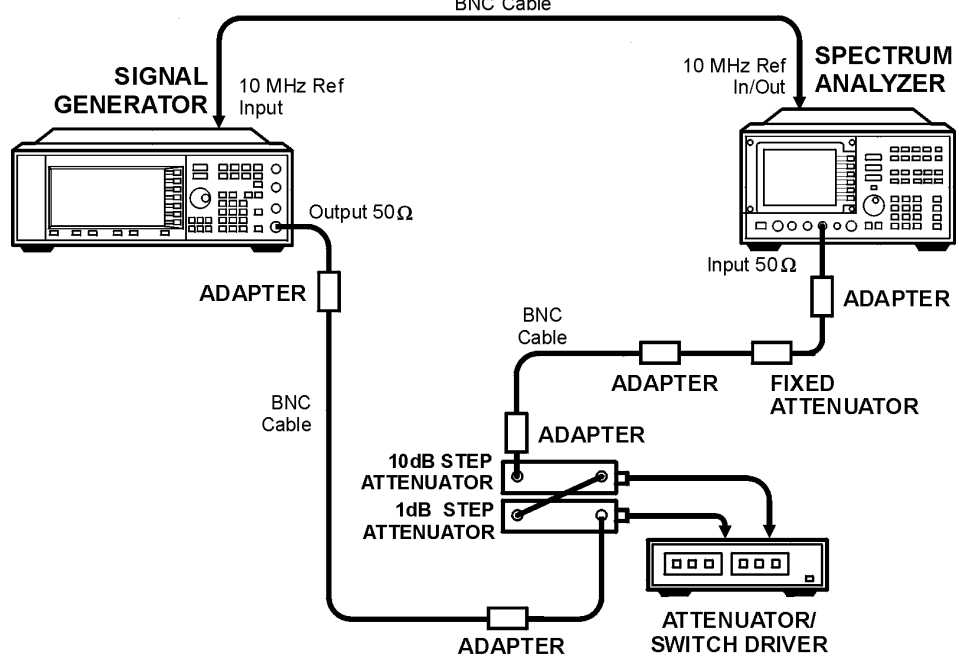 BNC Cable
SIGNAL
GENERATOR
10 MHz Ref
Input
10 MHz Ref
In/Out
SPECTRUM
ANALYZER
Output 50Ω
Input 50Ω
ADAPTER
ADAPTER
BNC
Cable
ADAPTER
FIXED
ATTENUATOR
BNC
Cable
ADAPTER
10dB STEP
ATTENUATOR
1dB STEP
ATTENUATOR
ADAPTER
ATTENUATOR/
SWITCH DRIVER